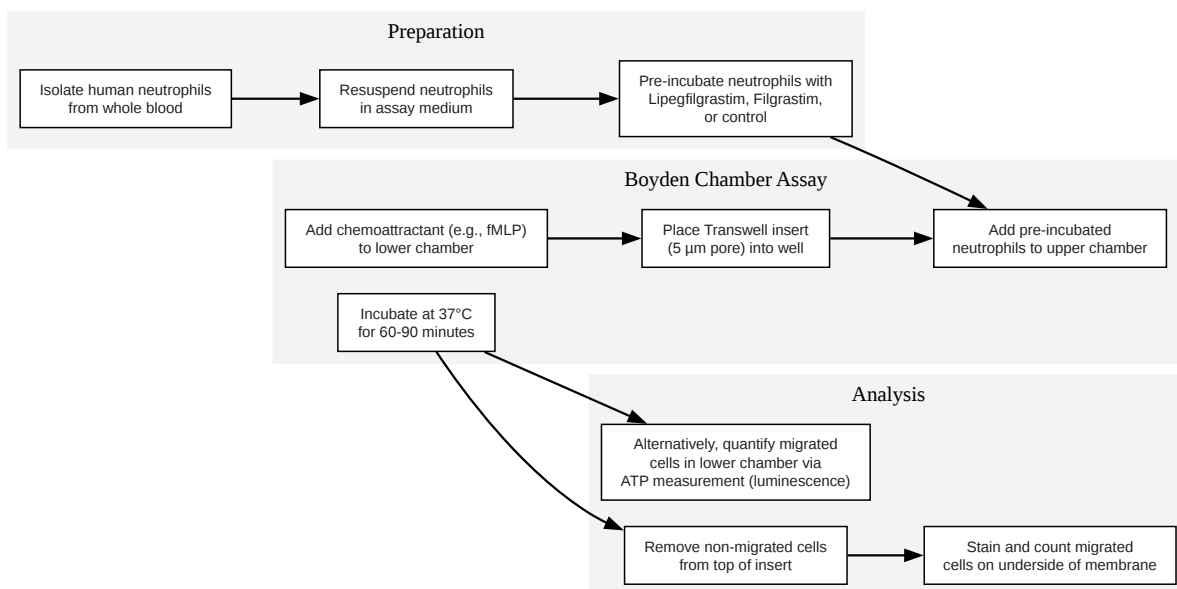 Preparation
Isolate human neutrophils
from whole blood
Resuspend neutrophils
in assay medium
Pre-incubate neutrophils with
Lipegfilgrastim, Filgrastim,
or control
Boyden Chamber Assay
Add chemoattractant (e.g., fMLP)
to lower chamber
Place Transwell insert
(5 µm pore) into well
Add pre-incubated
neutrophils to upper chamber
Incubate at 37°C
for 60-90 minutes
Analysis
Alternatively, quantify migrated
cells in lower chamber via
ATP measurement (luminescence)
Remove non-migrated cells
from top of insert
Stain and count migrated
cells on underside of membrane